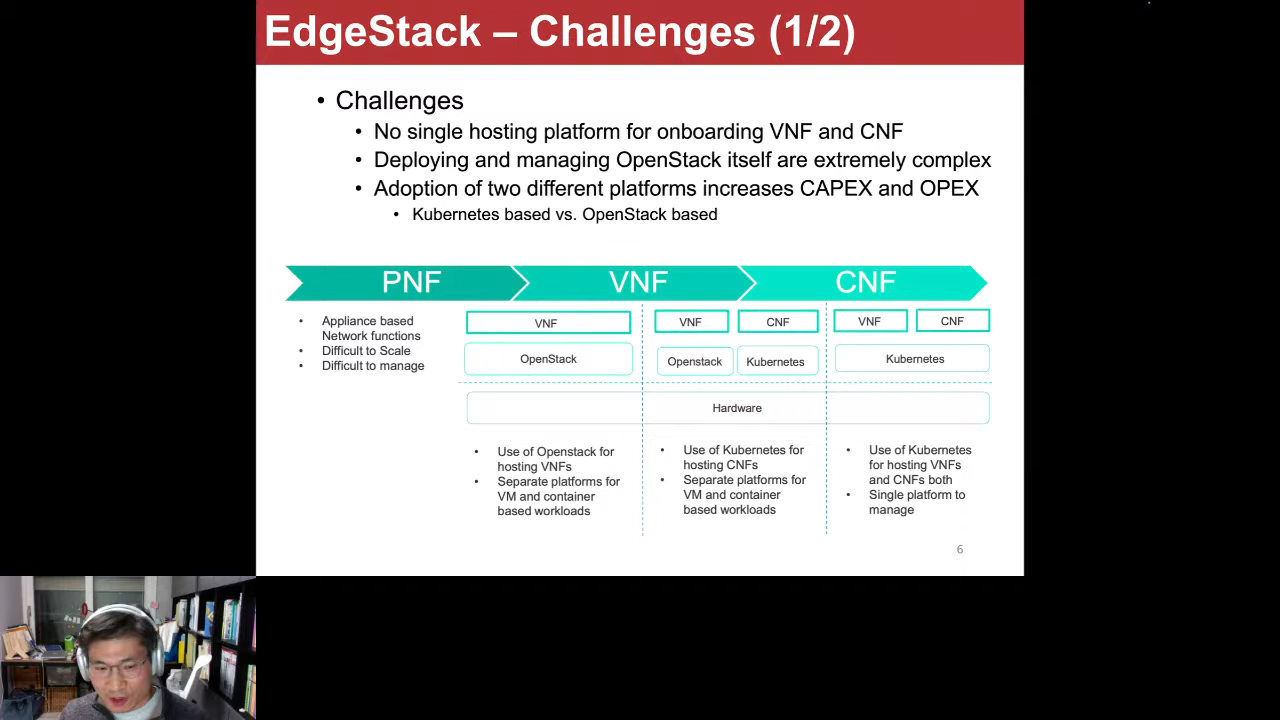 EdgeStack – Challenges (1/2)
• Challenges
• No single hosting platform for onboarding VNF and CNF
• Deploying and managing OpenStack itself are extremely complex
• Adoption of two different platforms increases CAPEX and OPEX
• Kubernetes based vs. OpenStack based
PNF
VNF
CNF
• Appliance based
Network functions
• Difficult to Scale
• Difficult to manage
VNF
OpenStack
VNF
CNF
Openstack
Kubernetes
VNF
CNF
Kubernetes
Hardware
• Use of Openstack for
hosting VNFs
• Separate platforms for
VM and container
based workloads
• Use of Kubernetes for
hosting CNFs
• Separate platforms for
VM and container
based workloads
• Use of Kubernetes
for hosting VNFs
and CNFs both
• Single platform to
manage
6